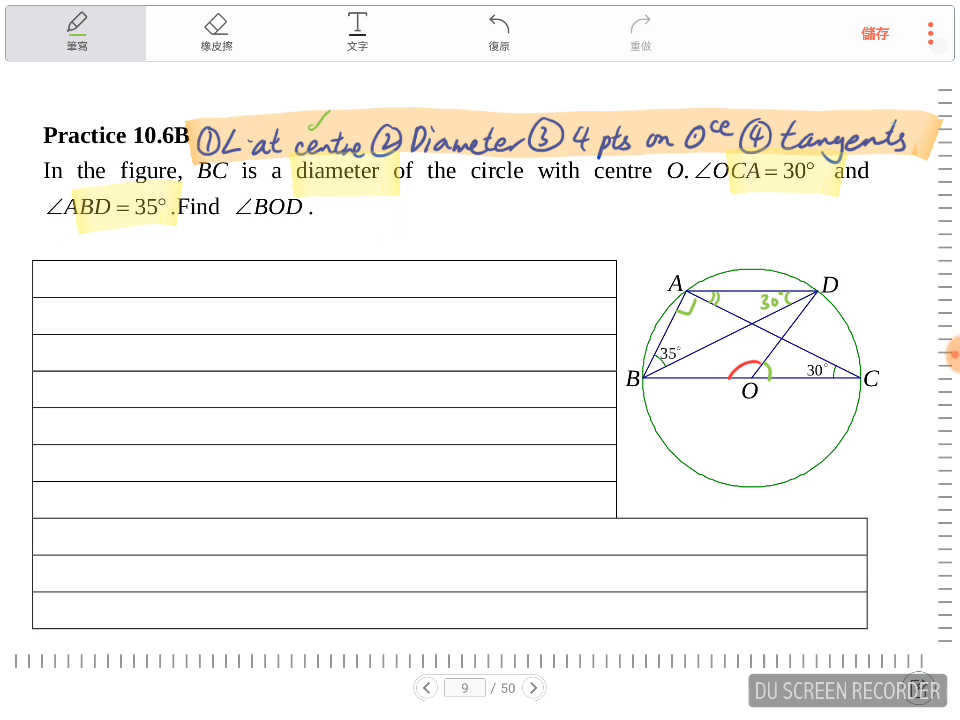 筆寫 橡皮擦 文字 復原 重做 儲存
Practice 10.6B ①∠ at centre ② Diameter ③ 4 pts on ⊙ce ④ tangents
In the figure, BC is a diameter of the circle with centre O. ∠OCA = 30° and
∠ABD = 35° .Find ∠BOD .
A D
30°
35°
B 30° C
O
9 / 50
DU SCREEN RECORDER